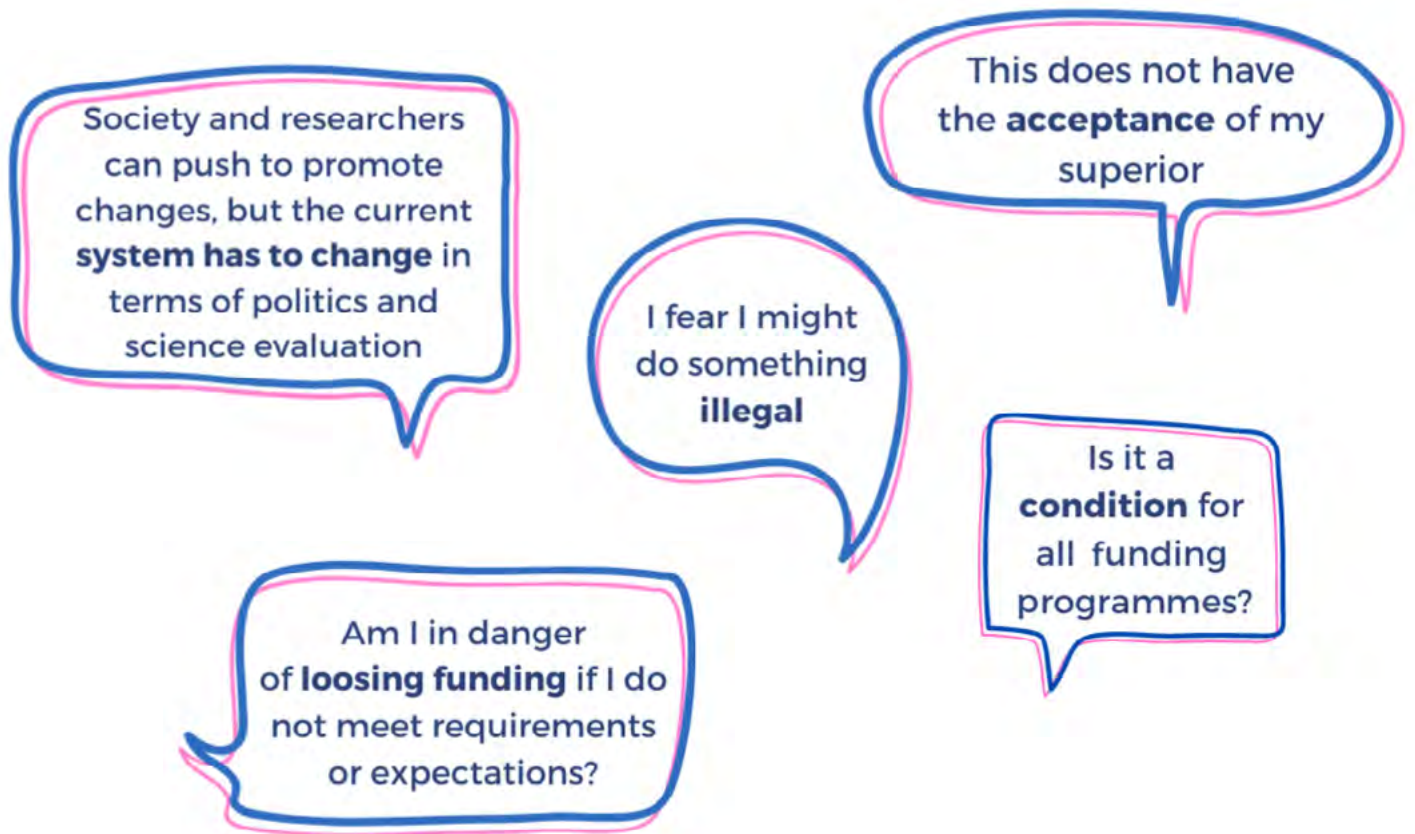 Society and researchers
can push to promote
changes, but the current
system has to change in
terms of politics and
science evaluation
This does not have
the acceptance of my
superior
I fear I might
do something
illegal
Is it a
condition for
all funding
programmes?
Am I in danger
of loosing funding if I do
not meet requirements
or expectations?